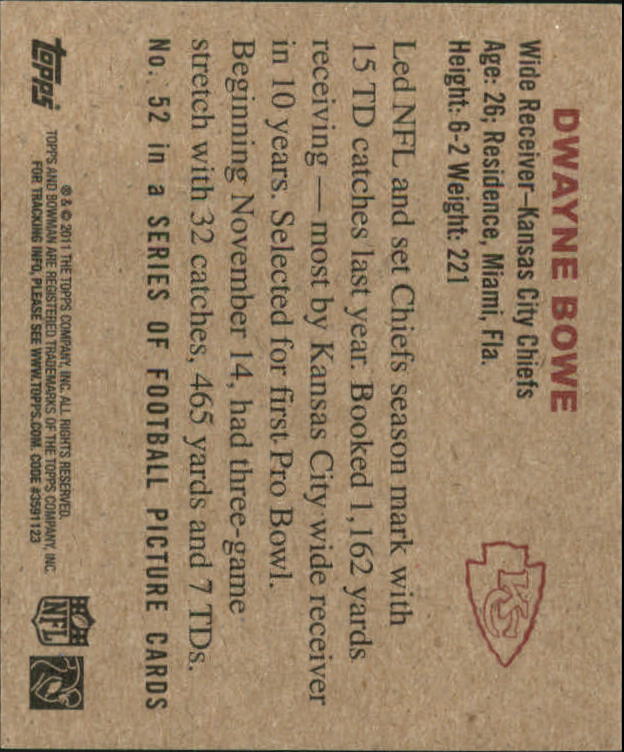 DWAYNE BOWE
Wide Receiver–Kansas City Chiefs
Age: 26; Residence, Miami, Fla.
Height: 6-2 Weight: 221
KC
Led NFL and set Chiefs season mark with
15 TD catches last year. Booked 1,162 yards
receiving — most by Kansas City wide receiver
in 10 years. Selected for first Pro Bowl.
Beginning November 14, had three-game
stretch with 32 catches, 465 yards and 7 TDs.
No. 52 in a SERIES OF FOOTBALL PICTURE CARDS
Topps
® & © 2011 THE TOPPS COMPANY, INC. ALL RIGHTS RESERVED.
TOPPS AND BOWMAN ARE REGISTERED TRADEMARKS OF THE TOPPS COMPANY, INC.
FOR TRACKING INFO, PLEASE SEE WWW.TOPPS.COM. CODE #3591123
NFL